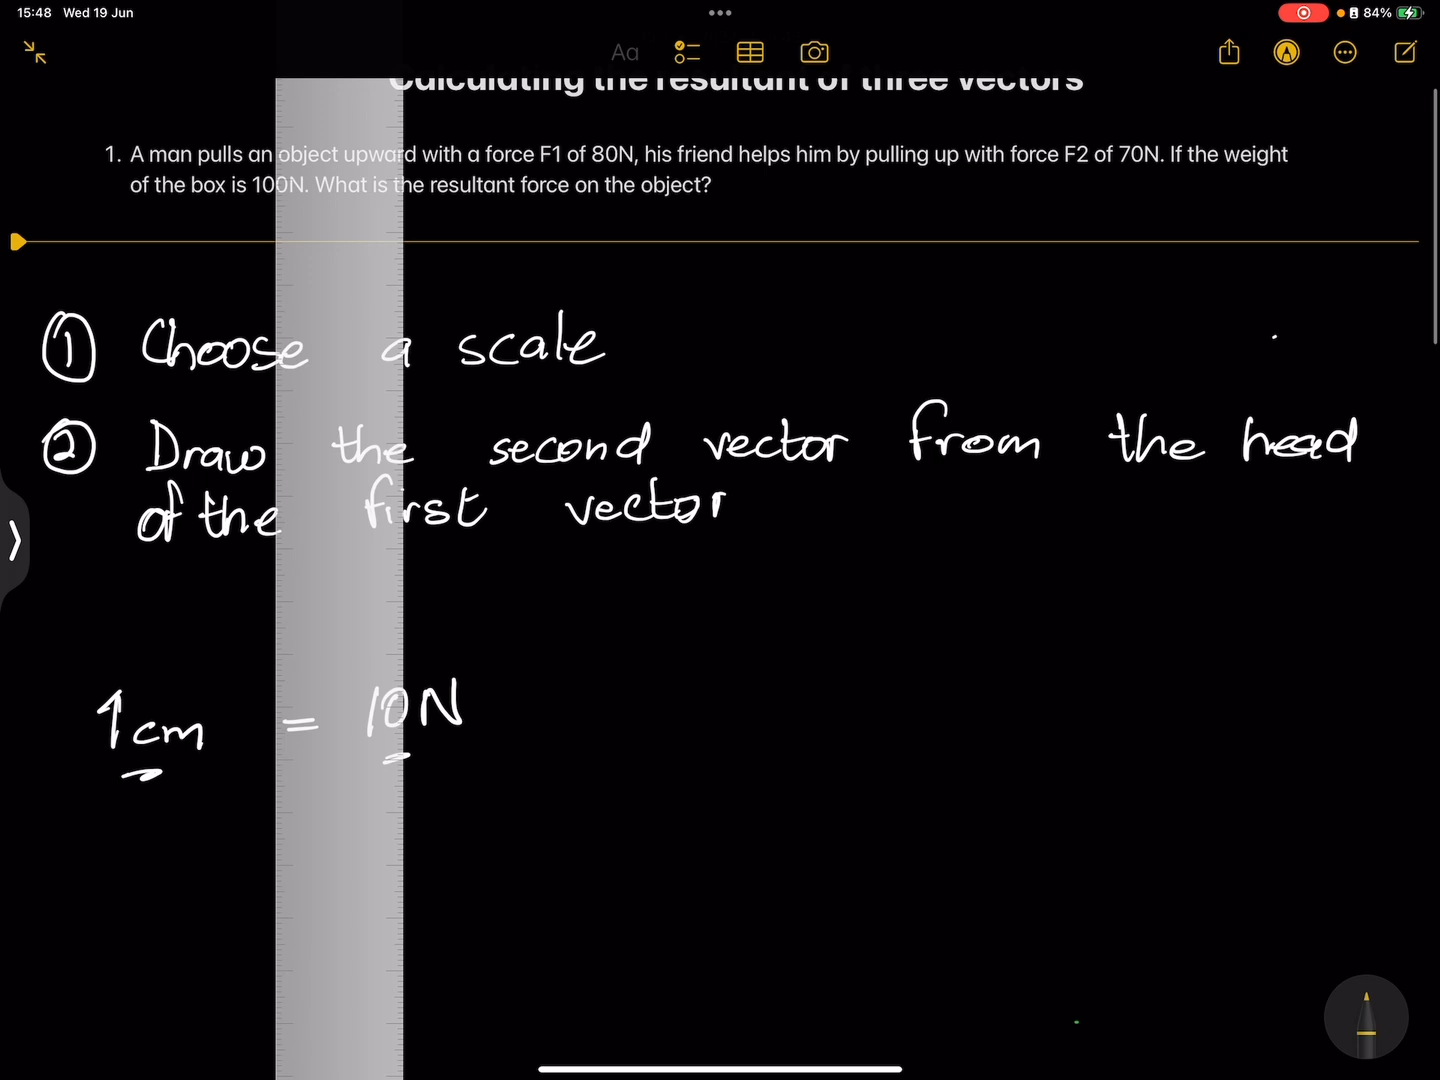 15:48 Wed 19 Jun
84%
Aa
Calculating the resultant of three vectors
1. A man pulls an object upward with a force F1 of 80N, his friend helps him by pulling up with force F2 of 70N. If the weight
of the box is 100N. What is the resultant force on the object?
① Choose a scale
② Draw the second vector from the head
of the first vector
1cm = 10N